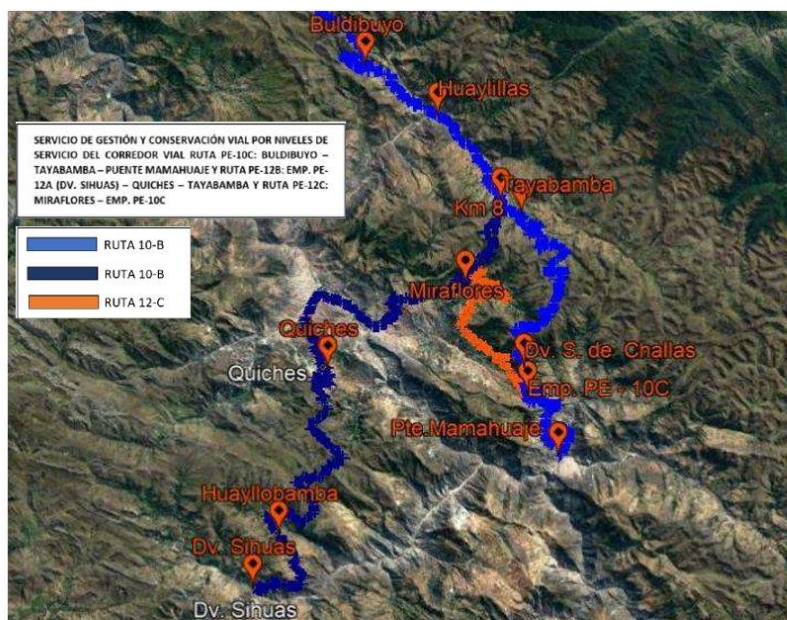 Buldibuyo
Huaylillas
SERVICIO DE GESTIÓN Y CONSERVACIÓN VIAL POR NIVELES DE
SERVICIO DEL CORREDOR VIAL RUTA PE-10C: BULDIBUYO –
TAYABAMBA – PUENTE MAMAHUAJE Y RUTA PE-12B: EMP. PE-
12A (DV. SIHUAS) – QUICHES – TAYABAMBA Y RUTA PE-12C:
MIRAFLORES – EMP. PE-10C
Tayabamba
Km 8
RUTA 10-B
RUTA 10-B
RUTA 12-C
Miraflores
Quiches
Quiches
Dv. S. de Challas
Emp. PE - 10C
Pte.Mamahuaje
Huayllobamba
Dv. Sihuas
Dv. Sihuas